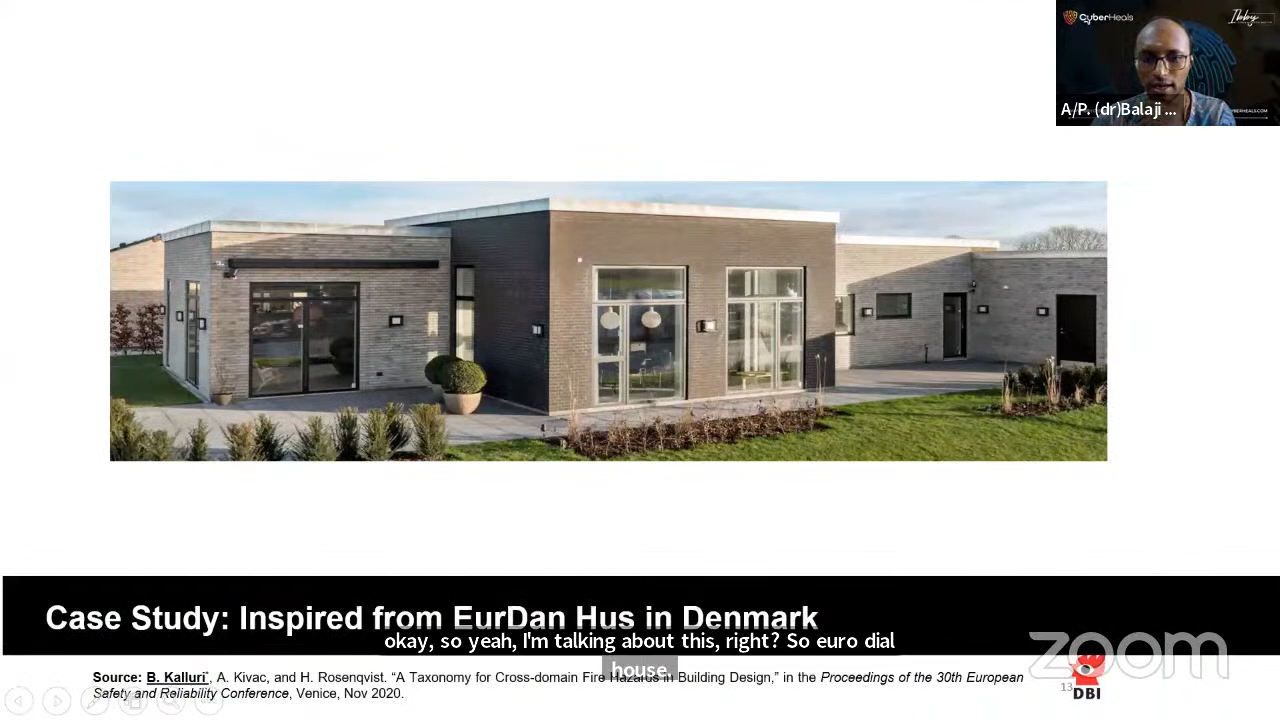 CyberHeals
Ibby
A/P. (dr)Balaji ...
Case Study: Inspired from EurDan Hus in Denmark
okay, so yeah, I'm talking about this, right? So euro dial
house.
zoom
Source: B. Kalluri*, A. Kivac, and H. Rosenqvist. “A Taxonomy for Cross-domain Fire Hazards in Building Design,” in the Proceedings of the 30th European
Safety and Reliability Conference, Venice, Nov 2020.
13
DBI